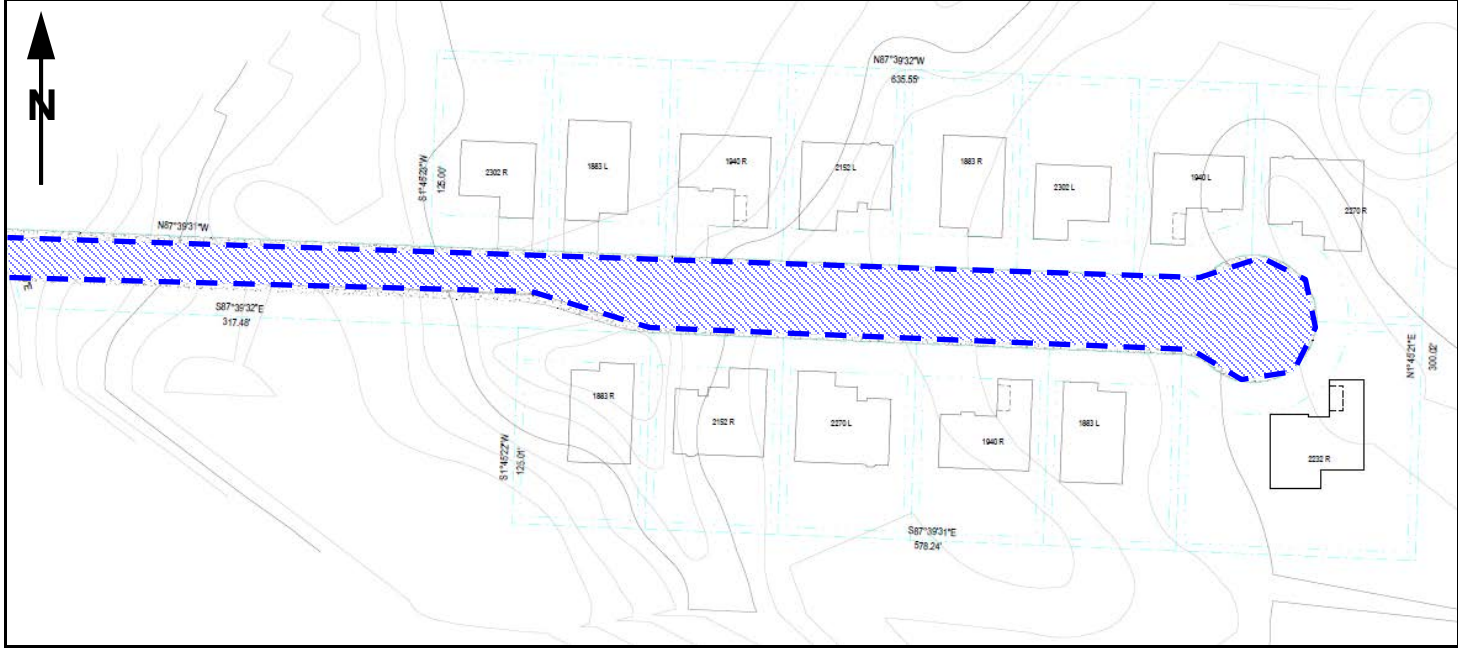 N
N87°39'32"W
635.55'
S1°45'23"W
125.00'
2302 R
1883 L
1940 R
2152 L
1883 R
2302 L
1940 L
2270 R
N87°39'31"W
S87°39'32"E
317.48'
N1°45'21"E
300.02'
1883 R
2152 R
2270 L
1940 R
1883 L
2232 R
S1°45'22"W
125.01'
S87°39'31"E
578.24'